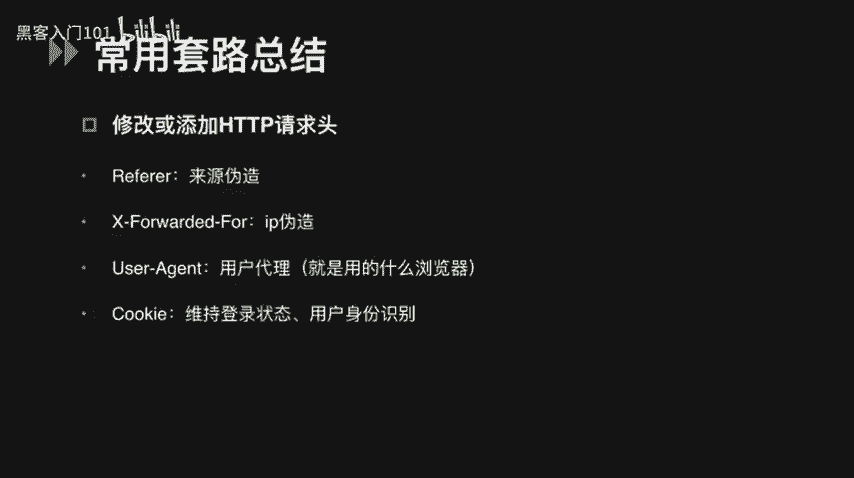 黑客入门101 bilibili
常用套路总结
修改或添加HTTP请求头
Referer：来源伪造
X-Forwarded-For：ip伪造
User-Agent：用户代理（就是用的什么浏览器）
Cookie：维持登录状态、用户身份识别